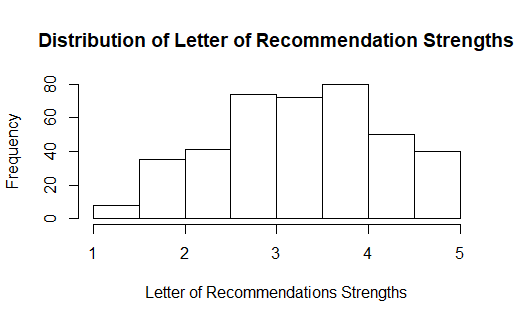 Distribution of Letter of Recommendation Strengths
Frequency
80
60
40
20
0
1 2 3 4 5
Letter of Recommendations Strengths